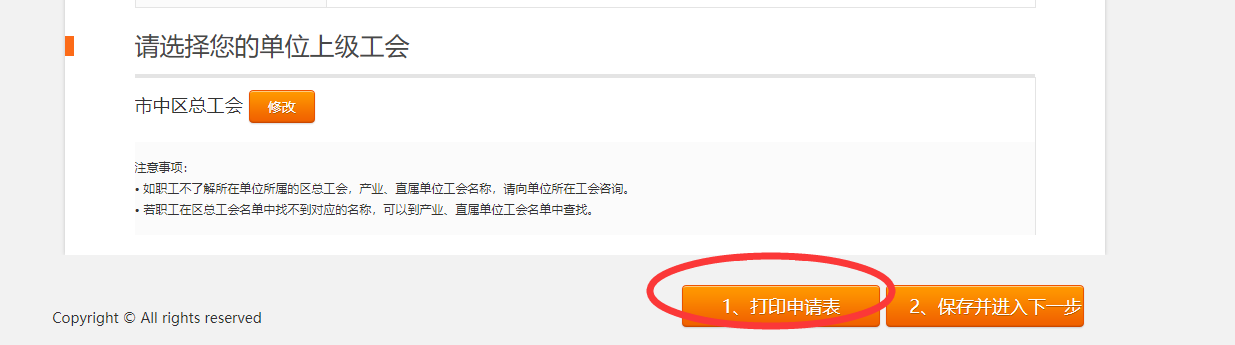 请选择您的单位上级工会
市中区总工会 修改
注意事项：
• 如职工不了解所在单位所属的区总工会，产业、直属单位工会名称，请向单位所在工会咨询。
• 若职工在区总工会名单中找不到对应的名称，可以到产业、直属单位工会名单中查找。
1、打印申请表 2、保存并进入下一步
Copyright © All rights reserved